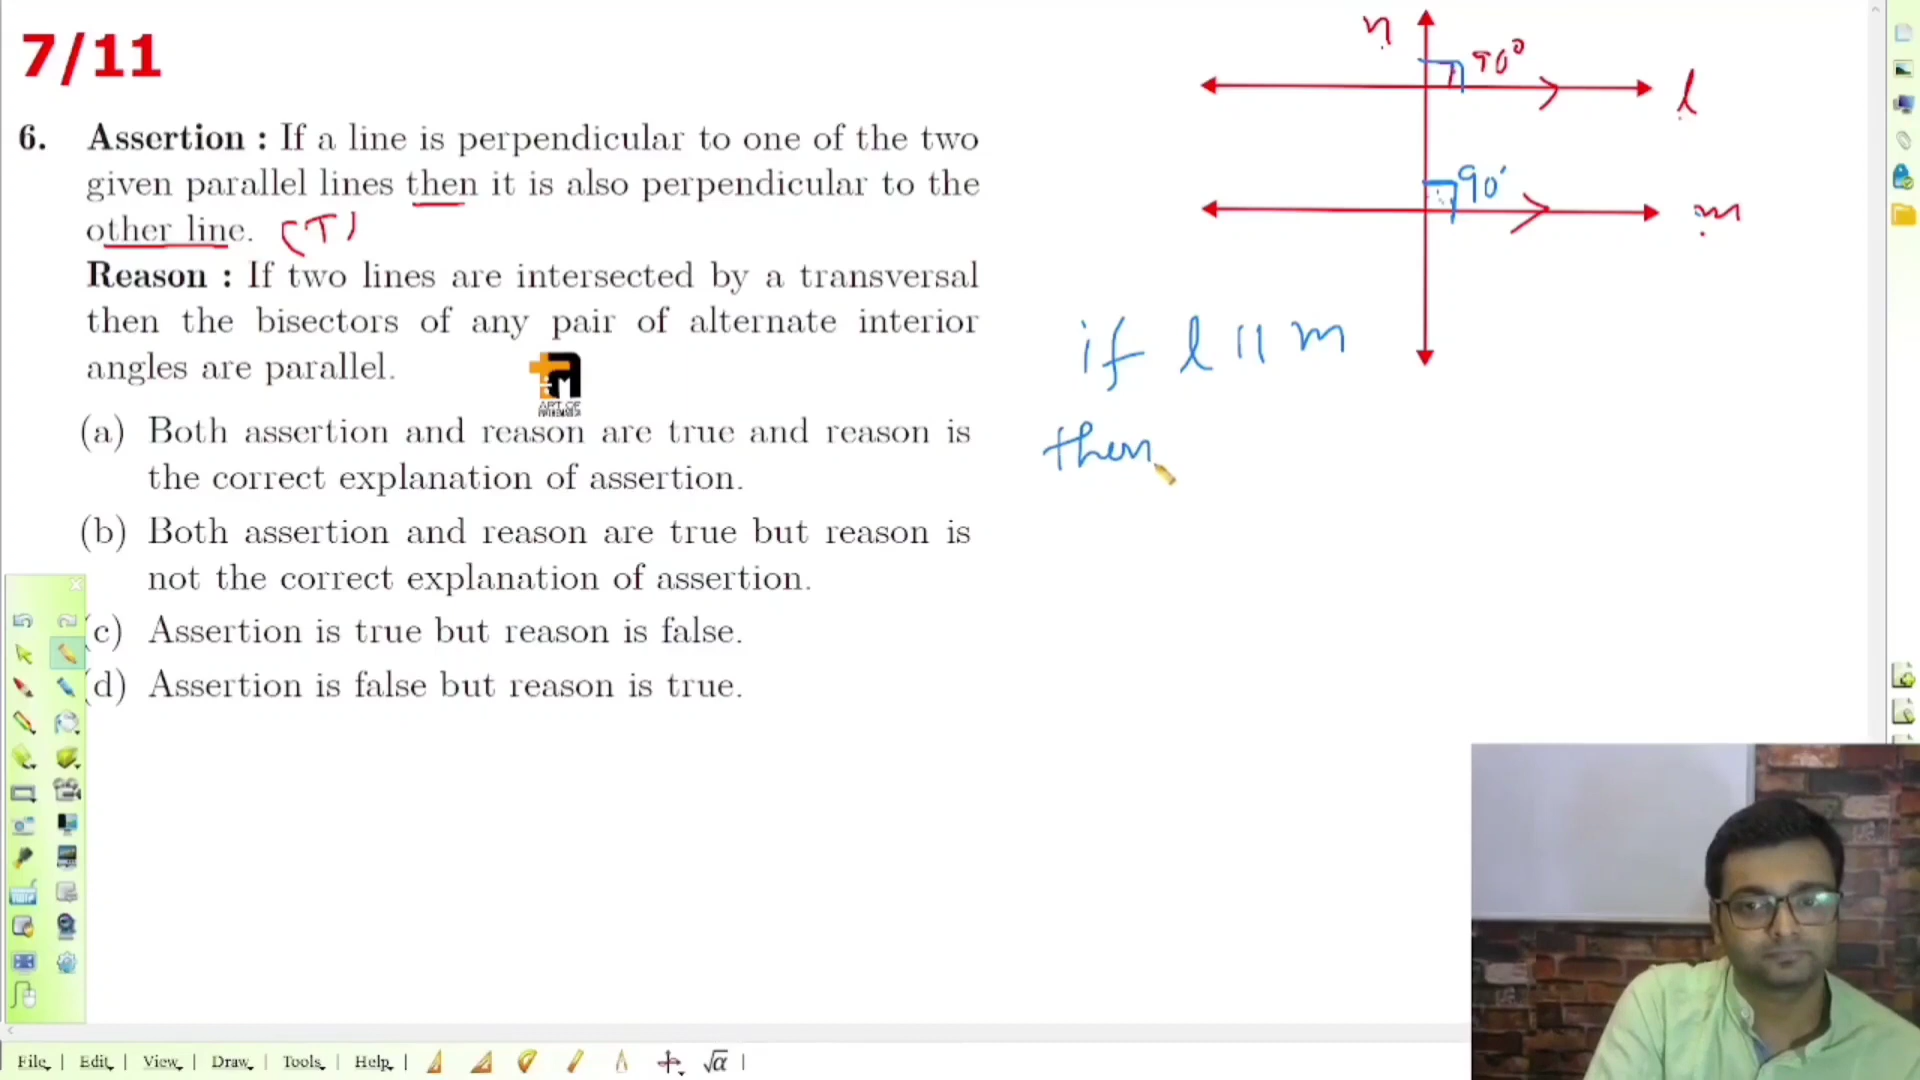 7/11
n
90°
l
6. Assertion : If a line is perpendicular to one of the two
given parallel lines then it is also perpendicular to the
other line. (T)
90°
m
Reason : If two lines are intersected by a transversal
then the bisectors of any pair of alternate interior
angles are parallel.
ART OF
MATHEMATICS
if l || m
then
(a) Both assertion and reason are true and reason is
the correct explanation of assertion.
(b) Both assertion and reason are true but reason is
not the correct explanation of assertion.
(c) Assertion is true but reason is false.
(d) Assertion is false but reason is true.
File | Edit | View | Draw | Tools | Help |
√α |